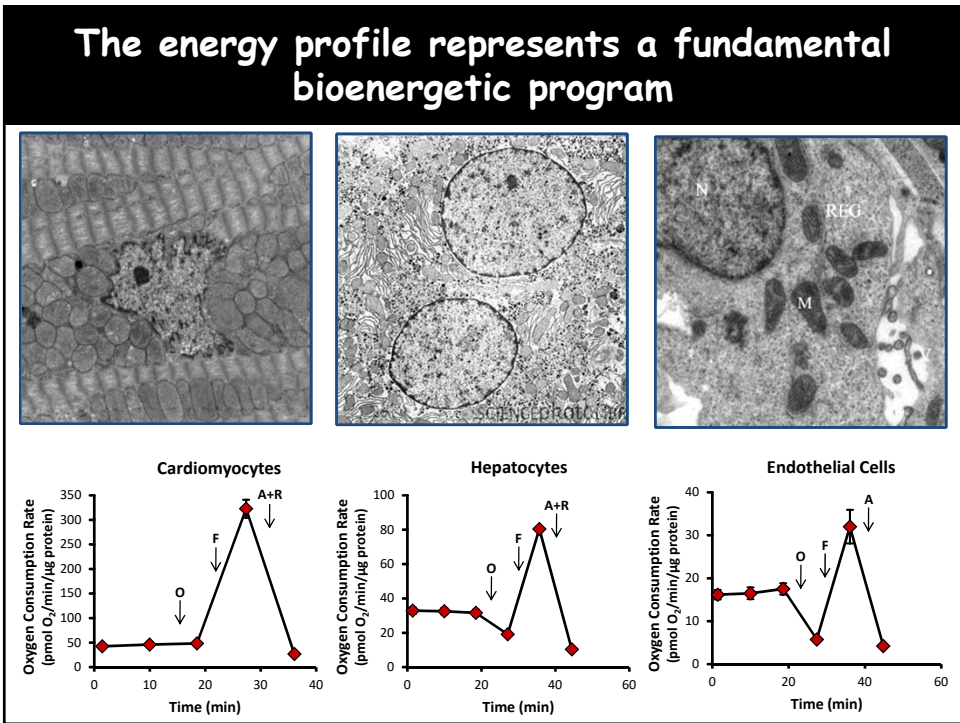 The energy profile represents a fundamental
bioenergetic program
SCIENCEPHOTOLIBR
N
REG
M
Cardiomyocytes
Oxygen Consumption Rate
(pmol O₂/min/µg protein)
350
300
250
200
150
100
50
0
O
F
A+R
0
10
20
30
40
Time (min)
Hepatocytes
Oxygen Consumption Rate
(pmol O₂/min/µg protein)
100
80
60
40
20
0
O
F
A+R
0
20
40
60
Time (min)
Endothelial Cells
Oxygen Consumption Rate
(pmol O₂/min/µg protein)
40
30
20
10
0
O
F
A
0
20
40
60
Time (min)